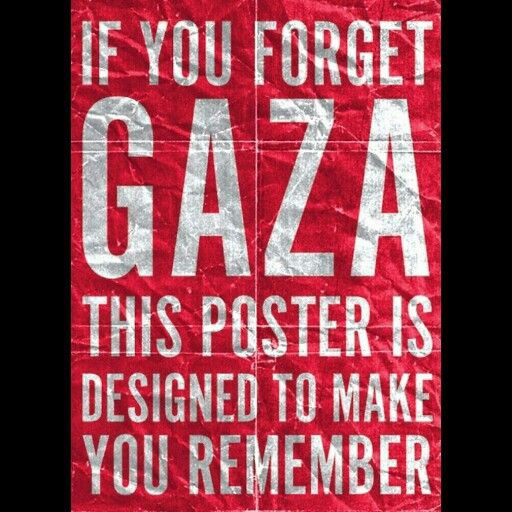 IF YOU FORGET
GAZA
THIS POSTER IS
DESIGNED TO MAKE
YOU REMEMBER